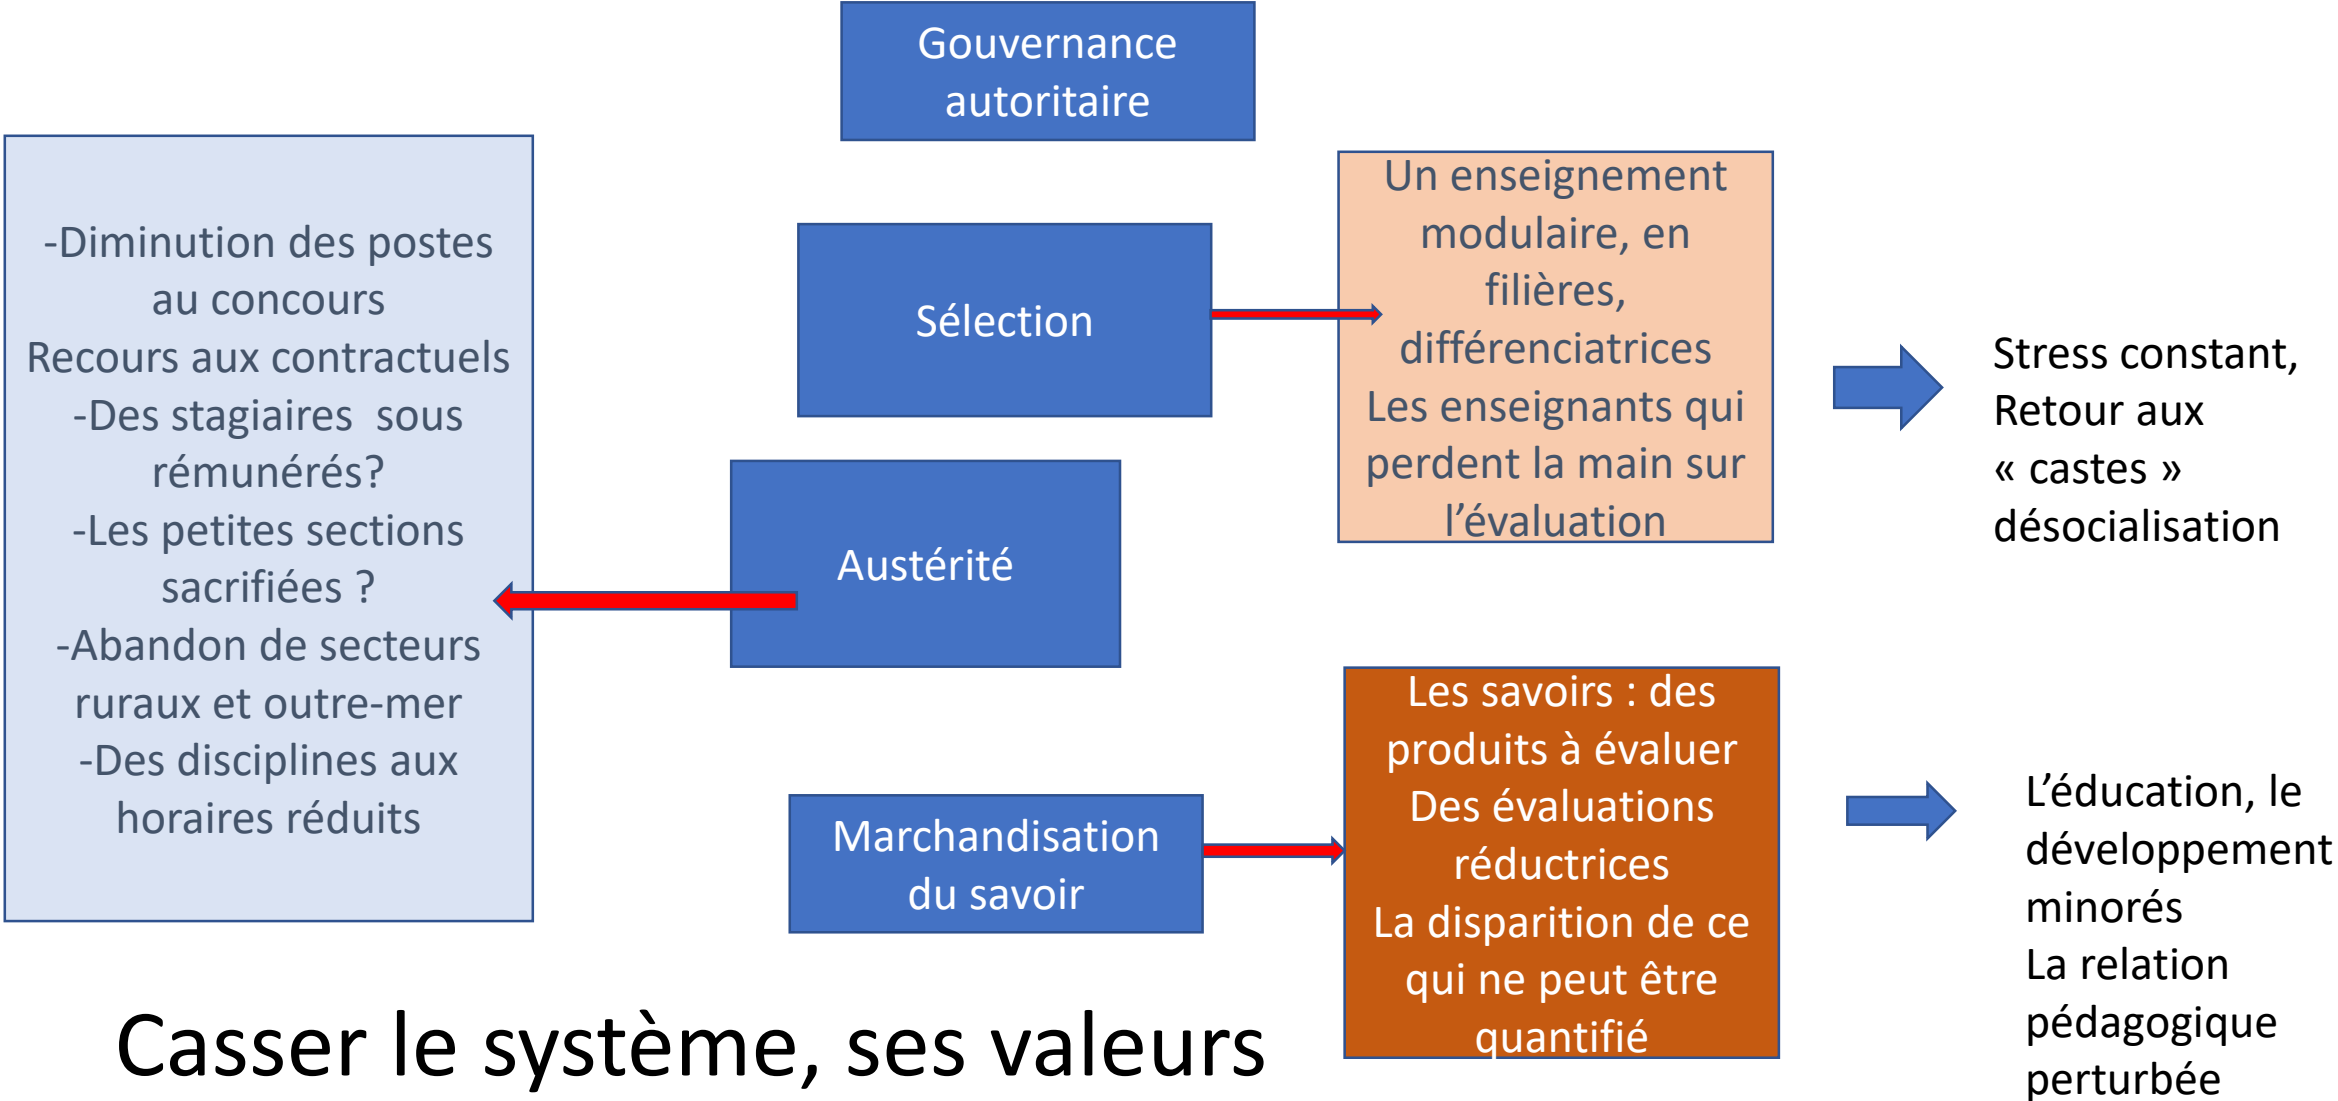 Gouvernance
autoritaire
-Diminution des postes
au concours
Recours aux contractuels
-Des stagiaires  sous
rémunérés?
-Les petites sections
sacrifiées ?
-Abandon de secteurs
ruraux et outre-mer
-Des disciplines aux
horaires réduits
Sélection
Un enseignement
modulaire, en
filières,
différenciatrices
Les enseignants qui
perdent la main sur
l’évaluation
Stress constant,
Retour aux
« castes »
désocialisation
Austérité
Marchandisation
du savoir
Les savoirs : des
produits à évaluer
Des évaluations
réductrices
La disparition de ce
qui ne peut être
quantifié
L’éducation, le
développement
minorés
La relation
pédagogique
perturbée
Casser le système, ses valeurs